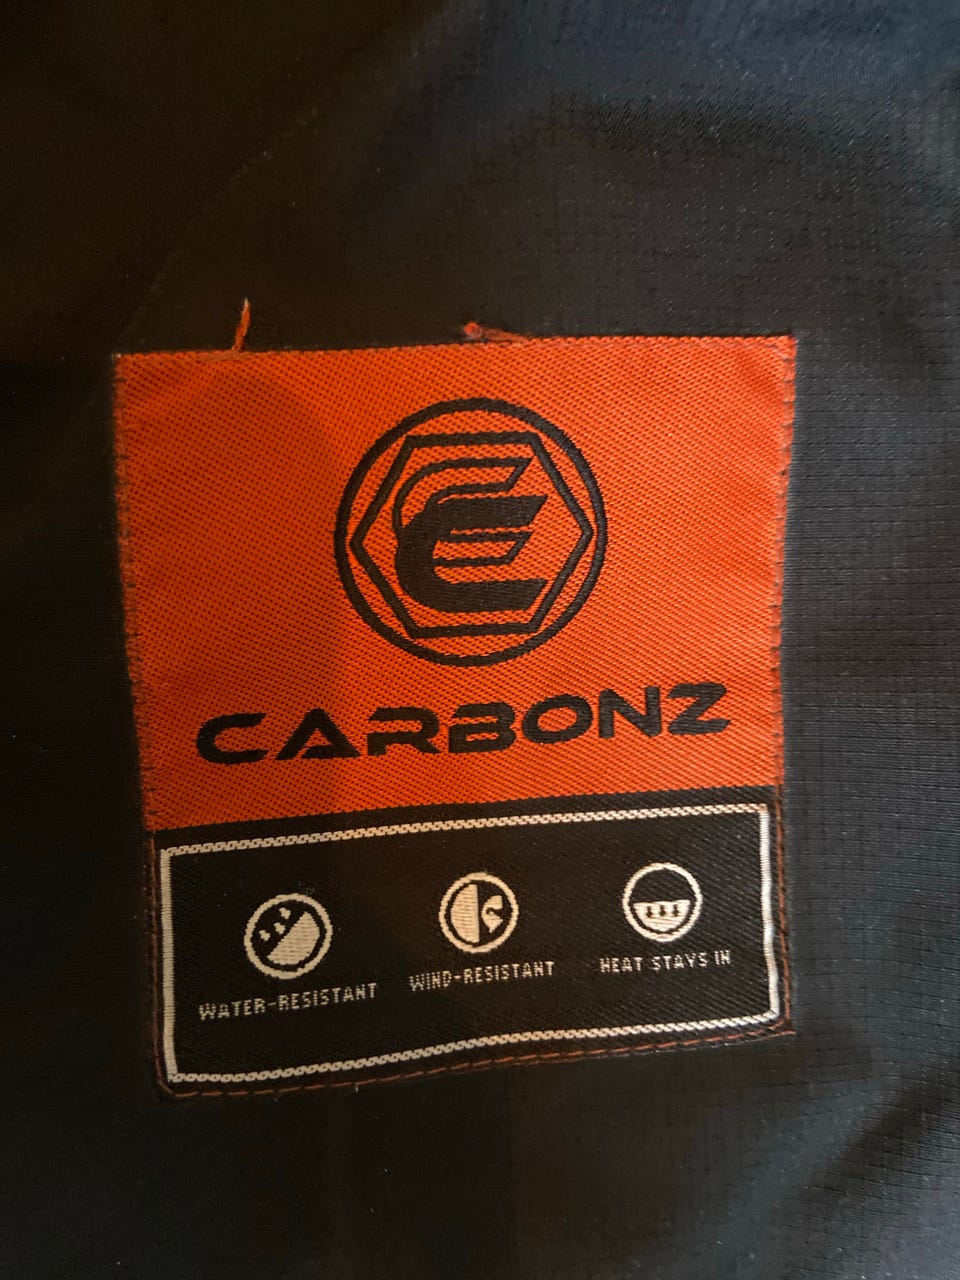 CARBONZ
WATER-RESISTANT
WIND-RESISTANT
HEAT STAYS IN